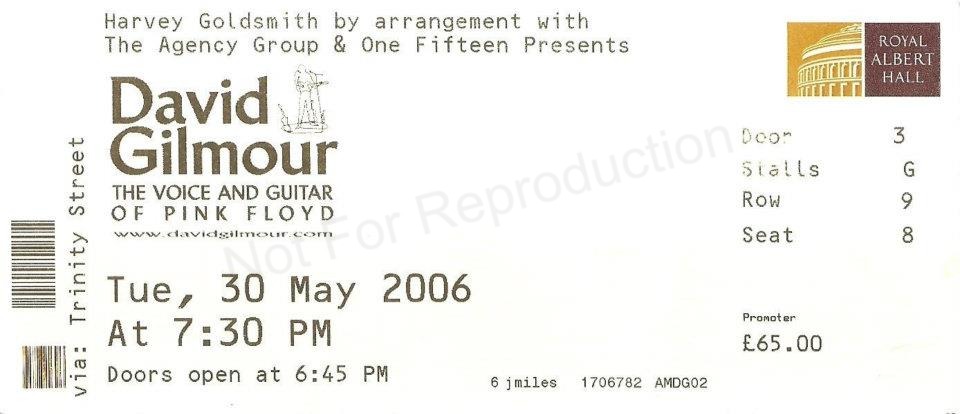 Harvey Goldsmith by arrangement with
The Agency Group & One Fifteen Presents
David
Gilmour
THE VOICE AND GUITAR
OF PINK FLOYD
www.davidgilmour.com
Tue, 30 May 2006
At 7:30 PM
Doors open at 6:45 PM
6 jmiles 1706782 AMDG02
via: Trinity Street
ROYAL
ALBERT
HALL
Door 3
Stalls G
Row 9
Seat 8
Promoter
£65.00
Not For Reproduction